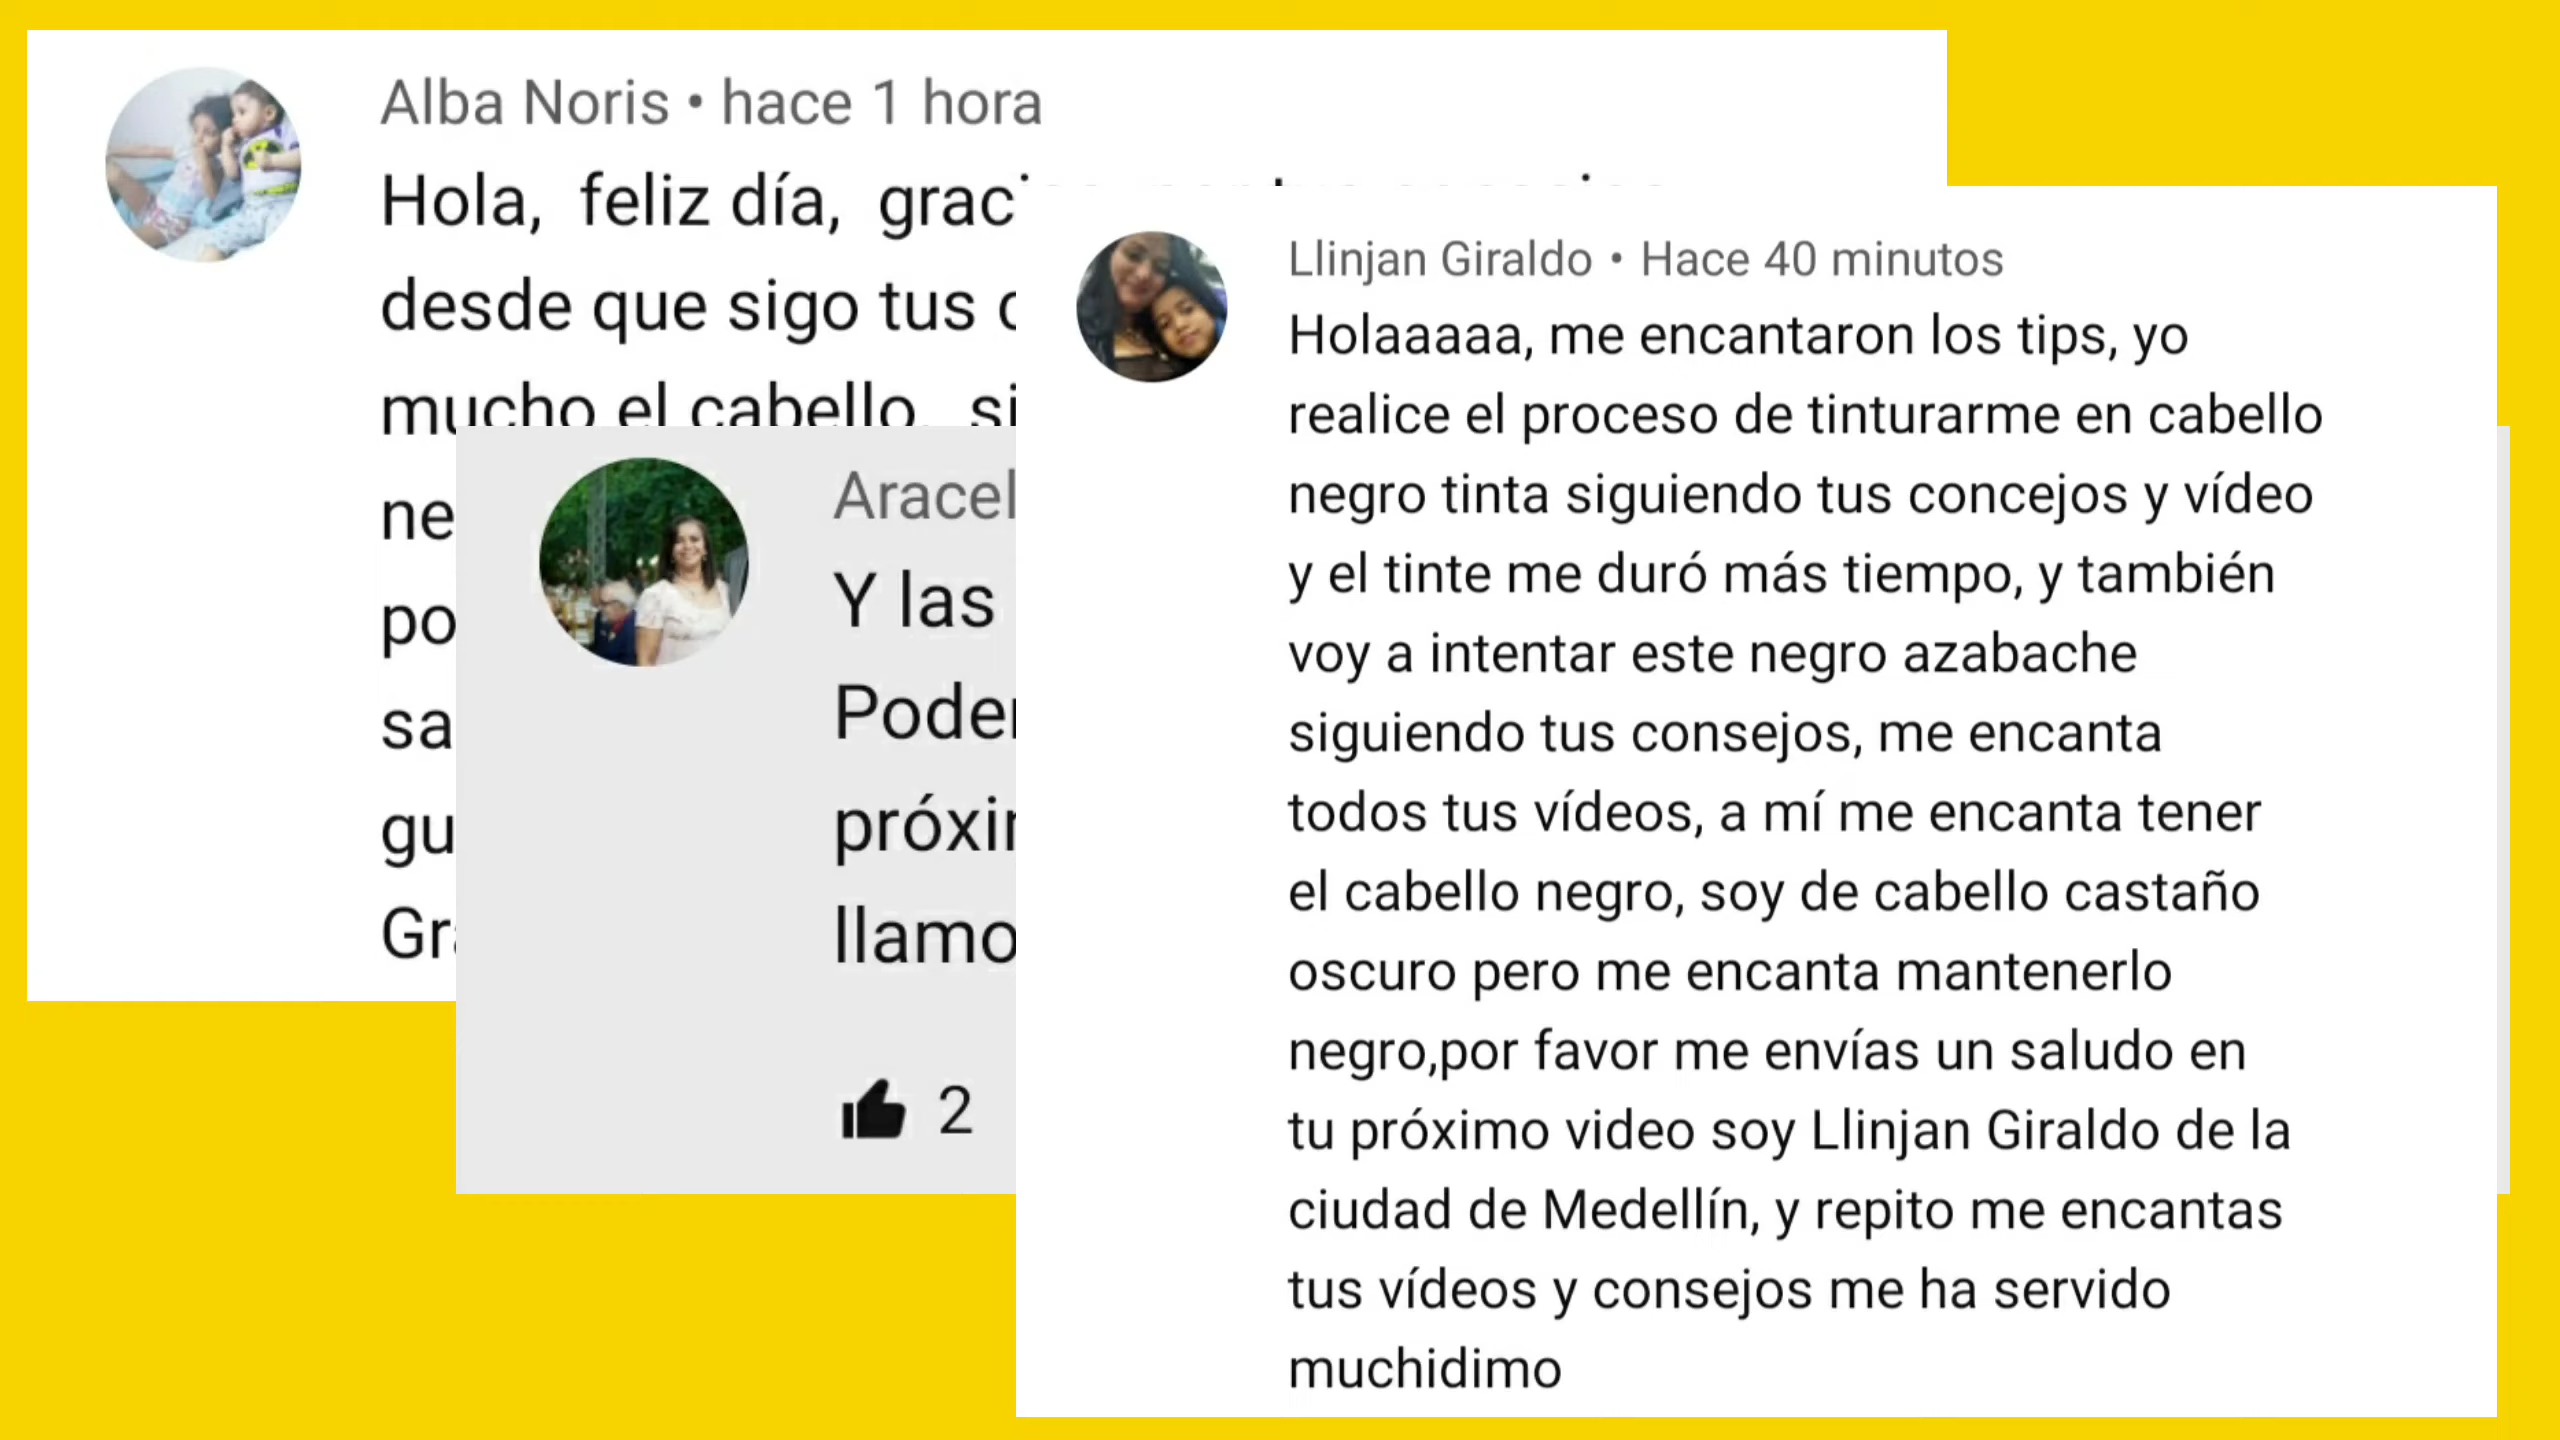 Alba Noris • hace 1 hora
Hola, feliz día,
desde que sigo tus
mucho el cabello,
Y las
2
Llinjan Giraldo • Hace 40 minutos
Holaaaaa, me encantaron los tips, yo
realice el proceso de tinturarme en cabello
negro tinta siguiendo tus concejos y vídeo
y el tinte me duró más tiempo, y también
voy a intentar este negro azabache
siguiendo tus consejos, me encanta
todos tus vídeos, a mí me encanta tener
el cabello negro, soy de cabello castaño
oscuro pero me encanta mantenerlo
negro,por favor me envías un saludo en
tu próximo video soy Llinjan Giraldo de la
ciudad de Medellín, y repito me encantas
tus vídeos y consejos me ha servido
muchidimo